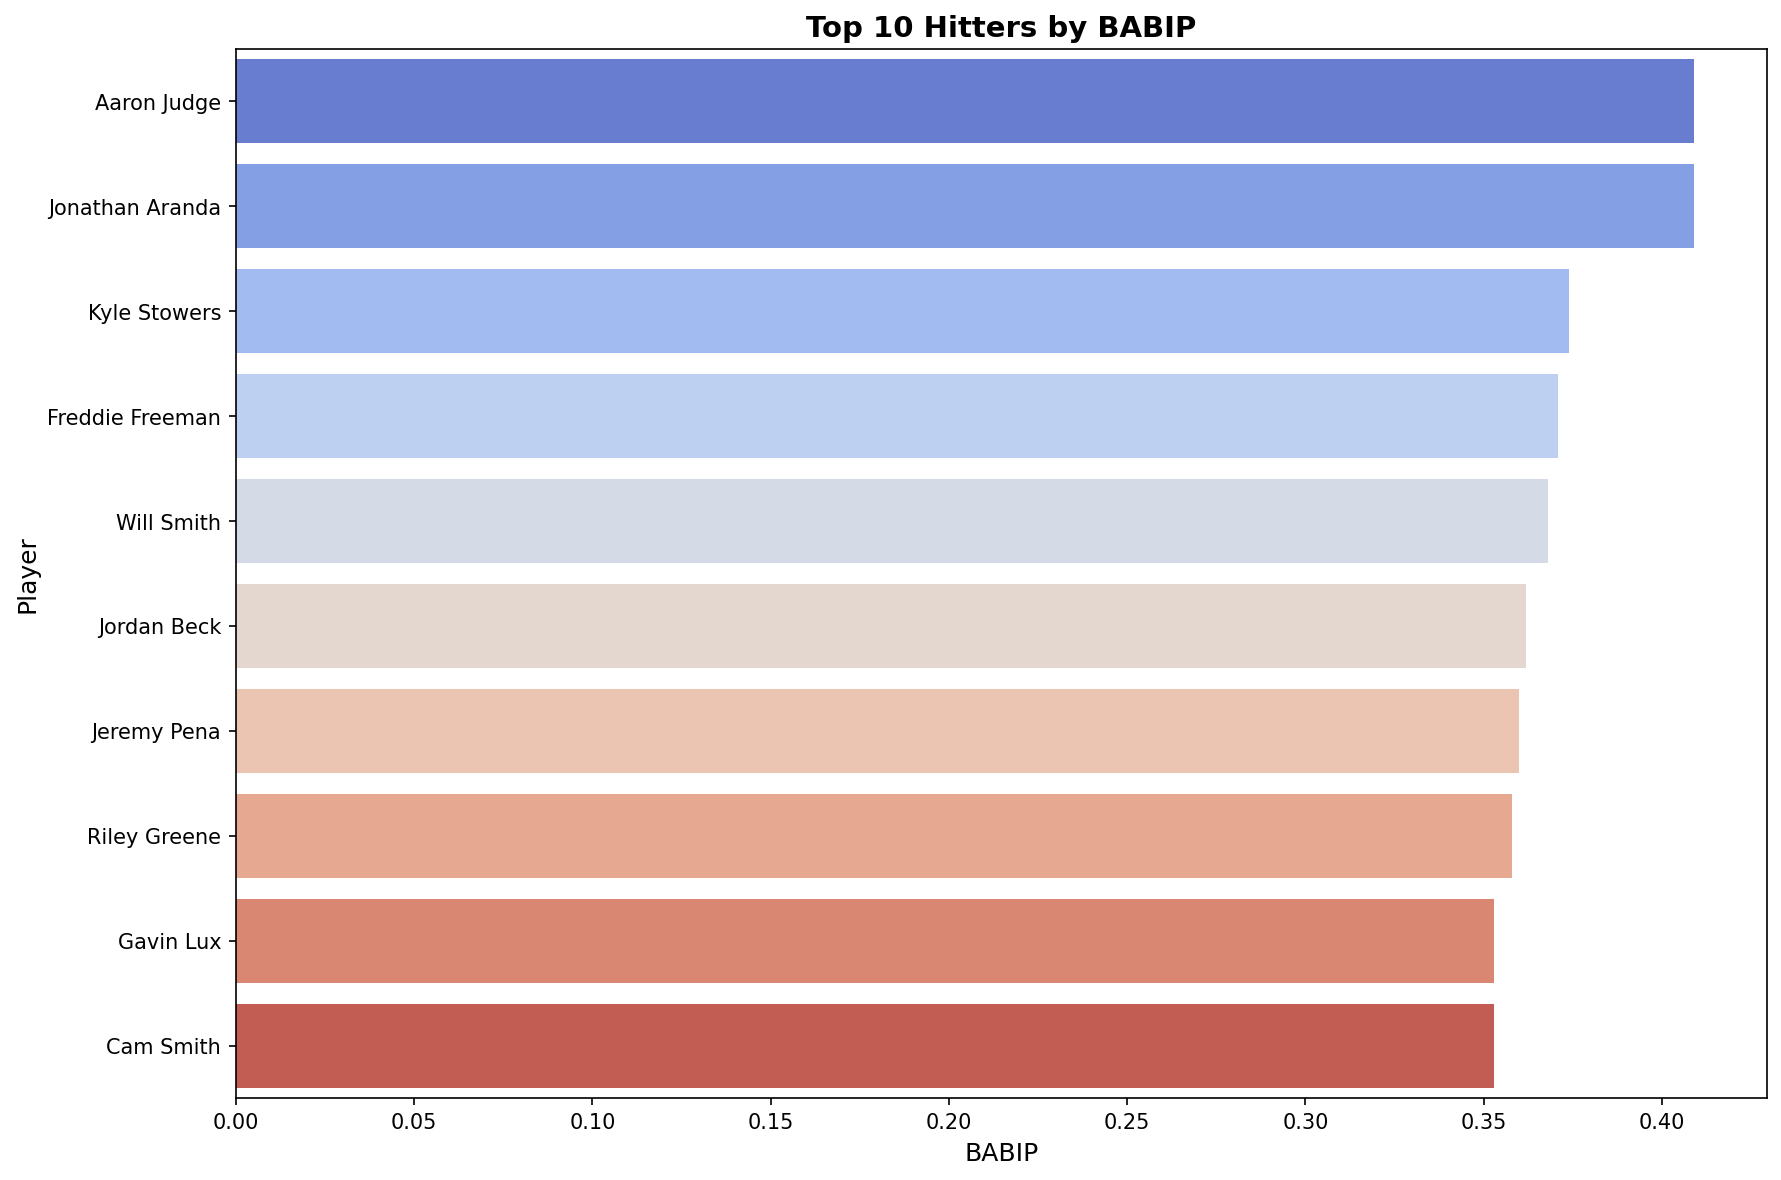 Top 10 Hitters by BABIP
Player
Aaron Judge
Jonathan Aranda
Kyle Stowers
Freddie Freeman
Will Smith
Jordan Beck
Jeremy Pena
Riley Greene
Gavin Lux
Cam Smith
0.00 0.05 0.10 0.15 0.20 0.25 0.30 0.35 0.40
BABIP